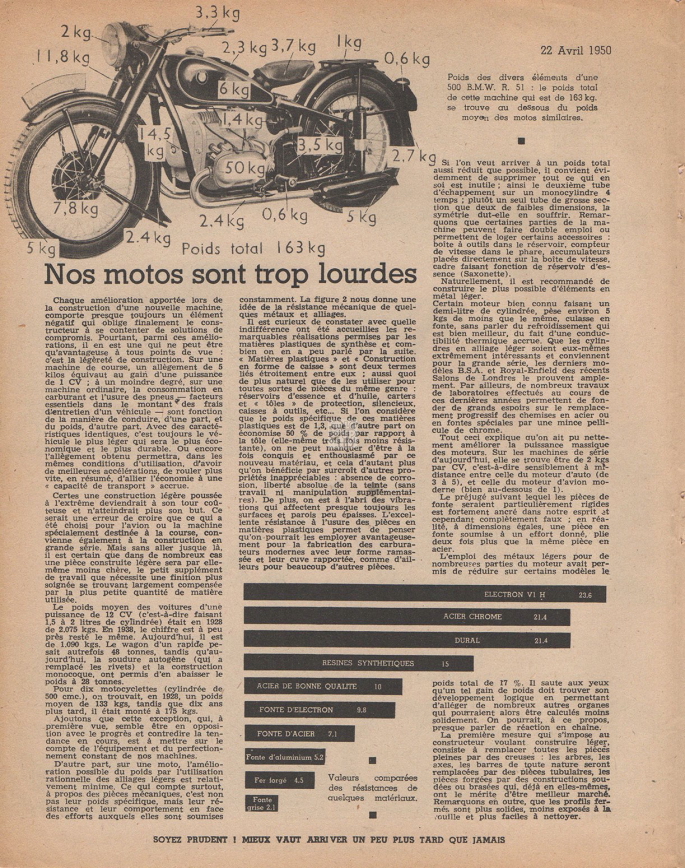 3,3 kg
2 kg
11,8 kg
2,3 kg
3,7 kg
1kg
0,6 kg
6 kg
1,4 kg
14,5
kg
3,5 kg
50 kg
2.7 kg
7,8 kg
2.4 kg
0,6 kg
5 kg
2.4 kg
5 kg
Poids total 163 kg
22 Avril 1950
Poids des divers éléments d'une
500 B.M.W. R. 51 : le poids total
de cette machine qui est de 163 kg.
se trouve au dessous du poids
moyen des motos similaires.
Nos motos sont trop lourdes
Chaque amélioration apportée lors de
la construction d'une nouvelle machine,
comporte presque toujours un élément
négatif qui oblige finalement le cons-
tructeur à se contenter de solutions de
compromis. Pourtant, parmi ces amélio-
rations, il en est une qui ne peut être
qu'avantageuse à tous points de vue :
c'est la légèreté de construction. Sur une
machine de course, un allégement de 5
kilos équivaut au gain d'une puissance
de 1 CV ; à un moindre degré, sur une
machine ordinaire, la consommation en
carburant et l'usure des pneus — facteurs
essentiels dans le montant des frais
d'entretien d'un véhicule — sont fonction
de la manière de conduire, d'une part, et
du poids, d'autre part. Avec des caracté-
ristiques identiques, c'est toujours le vé-
hicule le plus léger qui sera le plus éco-
nomique et le plus durable. Ou encore
l'allégement obtenu permettra, dans les
mêmes conditions d'utilisation, d'avoir
de meilleures accélérations, de rouler plus
vite, en résumé, d'allier l'économie à une
« capacité de transport » accrue.
Certes une construction légère poussée
à l'extrême deviendrait à son tour coû-
teuse et n'atteindrait plus son but. Ce
serait une erreur de croire que ce qui a
été choisi pour l'avion ou la machine
spécialement destinée à la course, con-
vienne également à la construction en
grande série. Mais sans aller jusque là,
il est certain que dans de nombreux cas
une pièce construite légère sera par elle-
même moins chère, le petit supplément
de travail que nécessite une finition plus
soignée se trouvant largement compensée
par la plus petite quantité de matière
utilisée.
Le poids moyen des voitures d'une
puissance de 12 CV (c'est-à-dire faisant
1,5 à 2 litres de cylindrée) était en 1928
de 2.075 kgs. En 1938, le chiffre est à peu
près resté le même. Aujourd'hui, il est
de 1.090 kgs. Le wagon d'un rapide pe-
sait autrefois 48 tonnes, tandis qu'au-
jourd'hui, la soudure autogène (qui a
remplacé les rivets) et la construction
monocoque, ont permis d'en abaisser le
poids à 28 tonnes.
Pour dix motocyclettes (cylindrée de
500 cmc.), on trouvait, en 1928, un poids
moyen de 133 kgs, tandis que dix ans
plus tard, il était monté à 175 kgs.
Ajoutons que cette exception, qui, à
première vue, semble être en opposi-
tion avec le progrès et contredire la ten-
dance en cours, est à mettre sur le
compte de l'équipement et du perfection-
nement constant de nos machines.
D'autre part, sur une moto, l'amélio-
ration possible du poids par l'utilisation
rationnelle des alliages légers est relati-
vement minime. Ce qui compte surtout,
à propos des pièces mécaniques, c'est non
pas leur poids spécifique, mais leur ré-
sistance et leur comportement en face
des efforts auxquels elles sont soumises
constamment. La figure 2 nous donne une
idée de la résistance mécanique de quel-
ques métaux et alliages.
Il est curieux de constater avec quelle
indifférence ont été accueillies les re-
marquables réalisations permises par les
matières plastiques de synthèse et com-
bien on en a peu parlé par la suite.
« Matières plastiques » et « Construction
en forme de caisse » sont deux termes
liés étroitement entre eux ; aussi quoi
de plus naturel que de les utiliser pour
toutes sortes de pièces du même genre :
réservoirs d'essence et d'huile, carters
et « tôles » de protection, silencieux,
caisses à outils, etc... Si l'on considère
que le poids spécifique de ces matières
plastiques est de d'autre part on
économise 50 % de poids par rapport à
la tôle (elle-même moins résis-
tante), on ne peut manquer d'être à la
fois conquis et enthousiasmé par ce
nouveau matériau, et cela d'autant plus
qu'on bénéficie par surcroît d'autres pro-
priétés inappréciables : absence de corro-
sion, liberté absolue de la teinte (sans
travail ni manipulation supplémentai-
res). De plus, on est à l'abri des vibra-
tions qui affectent presque toujours les
surfaces et parois peu épaisses. L'excel-
lente résistance à l'usure des pièces en
matières plastiques permet de penser
qu'on pourrait les employer avantageuse-
ment pour la fabrication des carbura-
teurs modernes avec leur forme ramas-
sée et leur cuve rapportée, comme d'ail-
leurs pour beaucoup d'autres pièces.
Si l'on veut arriver à un poids total
aussi réduit que possible, il convient évi-
demment de supprimer tout ce qui en
soi est inutile ; ainsi le deuxième tube
d'échappement sur un monocylindre 4
temps ; plutôt un seul tube de grosse sec-
tion que deux de faibles dimensions, la
symétrie dut-elle en souffrir. Remar-
quons que certaines parties de la ma-
chine peuvent faire double emploi ou
permettent de loger certains accessoires :
boîte à outils dans le réservoir, compteur
de vitesse dans le phare, accumulateurs
placés directement sur la boîte de vitesse,
cadre faisant fonction de réservoir d'es-
sence (Saxonette).
Naturellement, il est recommandé de
construire le plus possible d'éléments en
métal léger.
Certain moteur bien connu faisant un
demi-litre de cylindrée, pèse environ 5
kgs de moins que le même, culasse en
fonte, sans parler du refroidissement qui
est bien meilleur, du fait d'une conduc-
tibilité thermique accrue. Que les cylin-
dres en alliage léger soient eux-mêmes
extrêmement intéressants et conviennent
pour la grande série, les derniers mo-
dèles B.S.A. et Royal-Enfield des récents
Salons de Londres le prouvent ample-
ment. Par ailleurs, de nombreux travaux
de laboratoires effectués au cours de
ces dernières années permettent de fon-
der de grands espoirs sur le remplace-
ment progressif des chemises en acier ou
en fontes spéciales par une mince pelli-
cule de chrome.
Tout ceci explique qu'on ait pu nette-
ment améliorer la puissance massique
des moteurs. Sur les machines de série
d'aujourd'hui, elle se trouve être de 2 kgs
par CV, c'est-à-dire sensiblement à mi-
distance entre celle du moteur d'auto (de
3 à 5), et celle du moteur d'avion mo-
derne (bien au-dessous de 1).
Le préjugé suivant lequel les pièces de
fonte seraient particulièrement rigides
est fortement ancré dans notre esprit et
cependant complètement faux ; en réa-
lité, à dimensions égales, une pièce en
fonte soumise à un effort donné, plie
deux fois plus que la même pièce en
acier.
L'emploi des métaux légers pour de
nombreuses parties du moteur avait per-
mis de réduire sur certains modèles le
ELECTRON V1 H 23,6
ACIER CHROME 21.4
DURAL 21.4
RESINES SYNTHETIQUES 15
ACIER DE BONNE QUALITE 10
FONTE D'ELECTRON 9.8
FONTE D'ACIER 7.1
Fonte d'aluminium 5.2
Fer forgé 4.5
Fonte
grise 2.1
Valeurs comparées
des résistances de
quelques matériaux.
poids total de 17 %. Il saute aux yeux
qu'un tel gain de poids doit trouver son
développement logique en permettant
d'alléger de nombreux autres organes
qui pourraient alors être calculés moins
solidement. On pourrait, à ce propos,
presque parler de réaction en chaîne.
La première mesure qui s'impose au
constructeur voulant construire léger,
consiste à remplacer toutes les pièces
pleines par des creuses : les arbres, les
axes, les barres de toute nature seront
remplacées par des pièces tubulaires, les
pièces forgées par des constructions sou-
dées ou brasées qui, déjà en elles-mêmes,
ont le mérite d'être meilleur marché.
Remarquons en outre, que les profils fer-
més sont plus solides, moins exposés à la
rouille et plus faciles à nettoyer.
SOYEZ PRUDENT ! MIEUX VAUT ARRIVER UN PEU PLUS TARD QUE JAMAIS